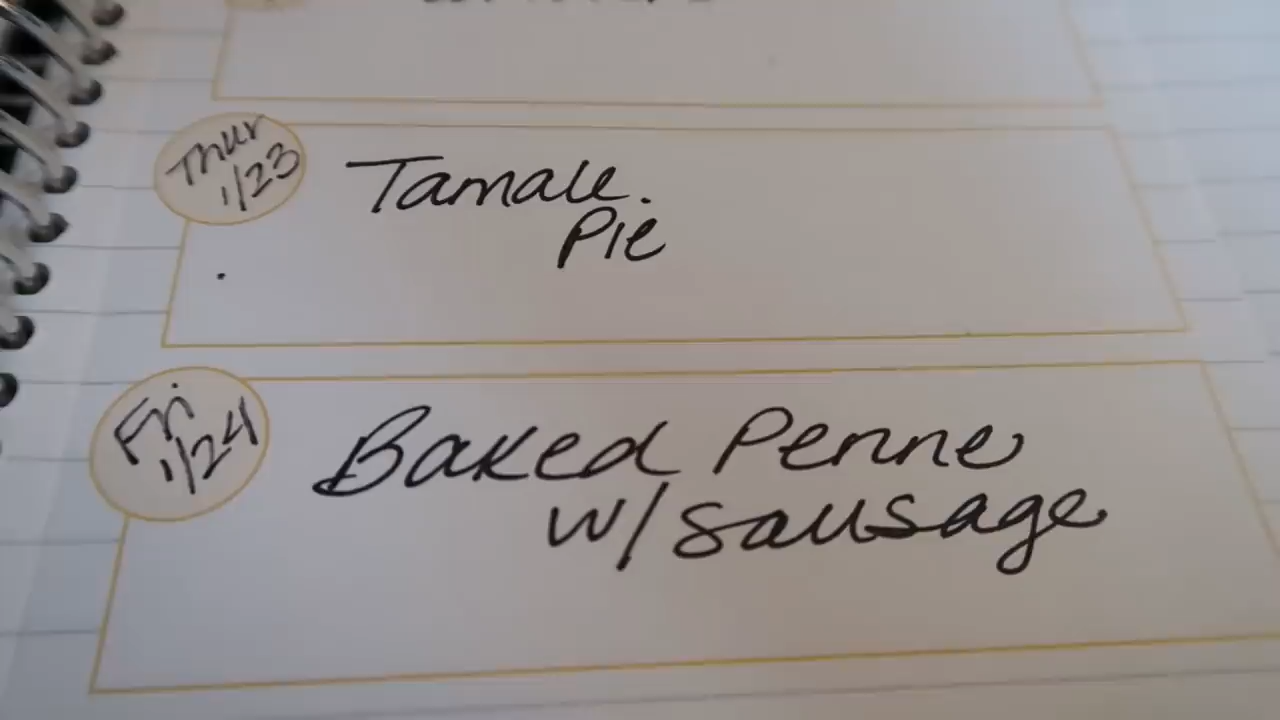 Thur
1/23
Tamale.
Pie
Fri
1/24
Baked Penne
w/ Sausage